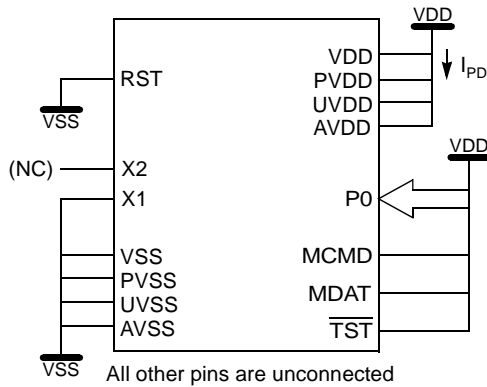 VDD
VDD
PVDD
UVDD
AVDD
I_PD
RST
VSS
VDD
(NC)
X2
X1
P0
VSS
PVSS
UVSS
AVSS
MCMD
MDAT
TST
VSS
All other pins are unconnected